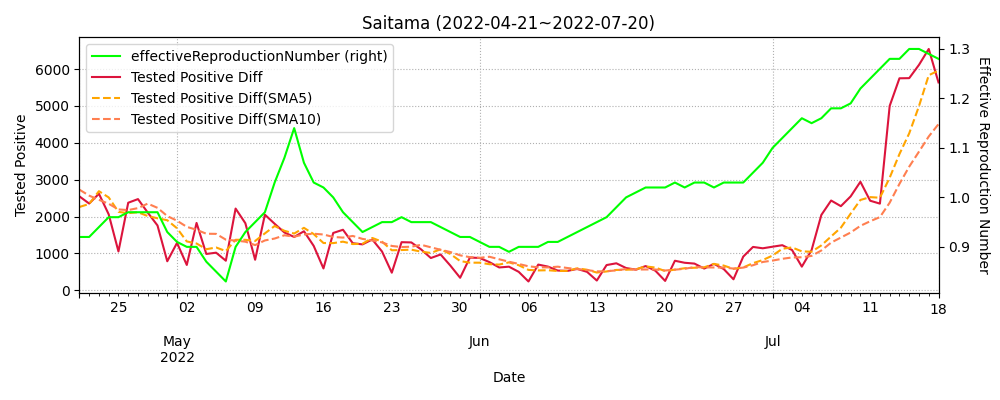 Saitama (2022-04-21~2022-07-20)
effectiveReproductionNumber (right)
Tested Positive Diff
Tested Positive Diff(SMA5)
Tested Positive Diff(SMA10)
Tested Positive
6000
5000
4000
3000
2000
1000
0
1.3
1.2
1.1
1.0
0.9
Effective Reproduction Number
25 02 09 16 23 30 06 13 20 27 04 11 18
May Jun Jul
2022
Date